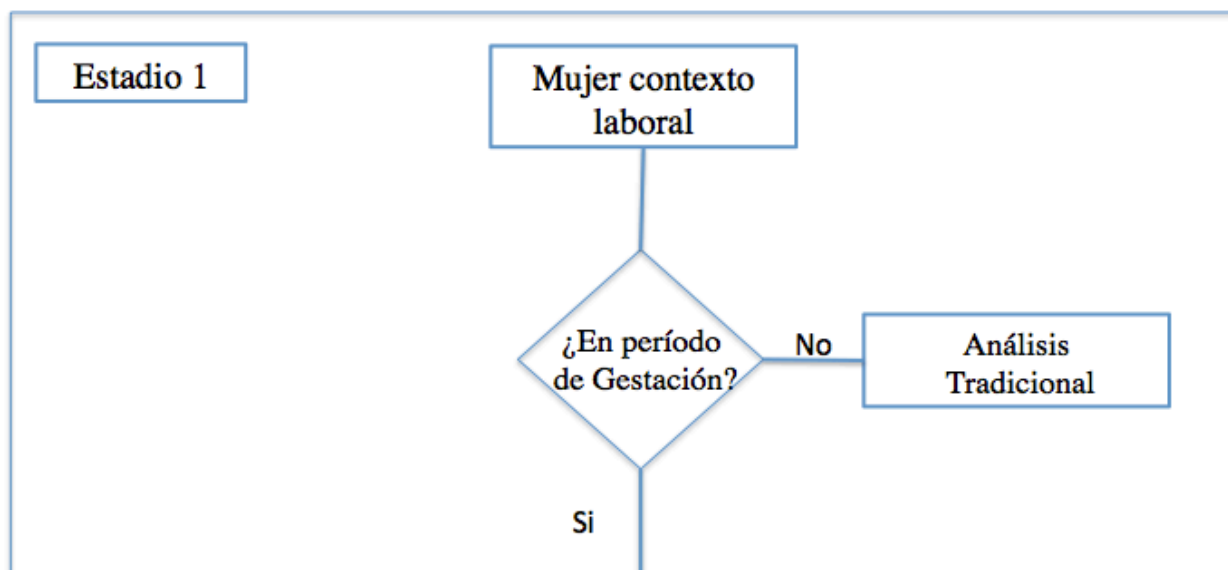 Estadio 1
Mujer contexto
laboral
¿En período
de Gestación?
No
Análisis
Tradicional
Si